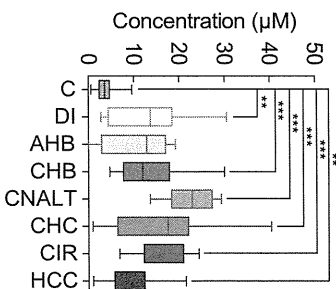 Concentration (µM)
0 10 20 30 40 50
C
DI
AHB
CHB
CNALT
CHC
CIR
HCC
**
***
***
***
***
**